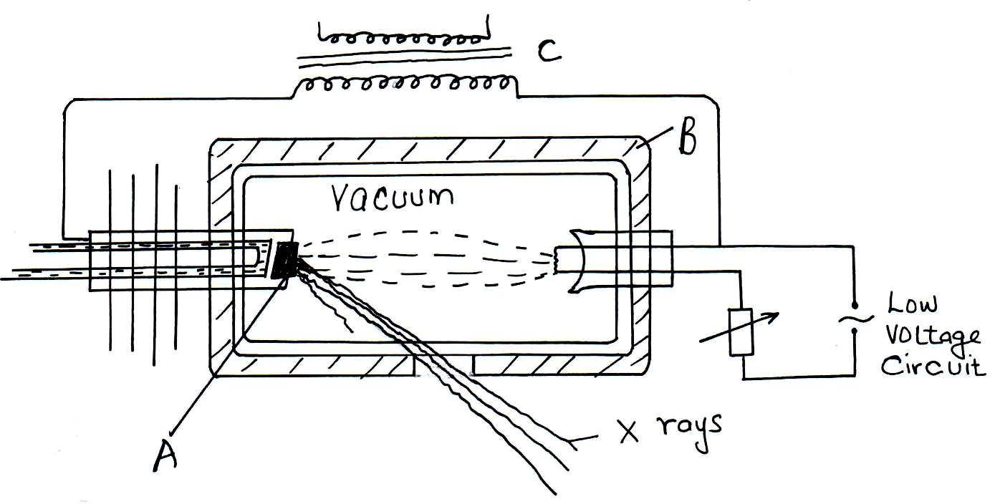 C
B
Vacuum
Low
Voltage
Circuit
X rays
A